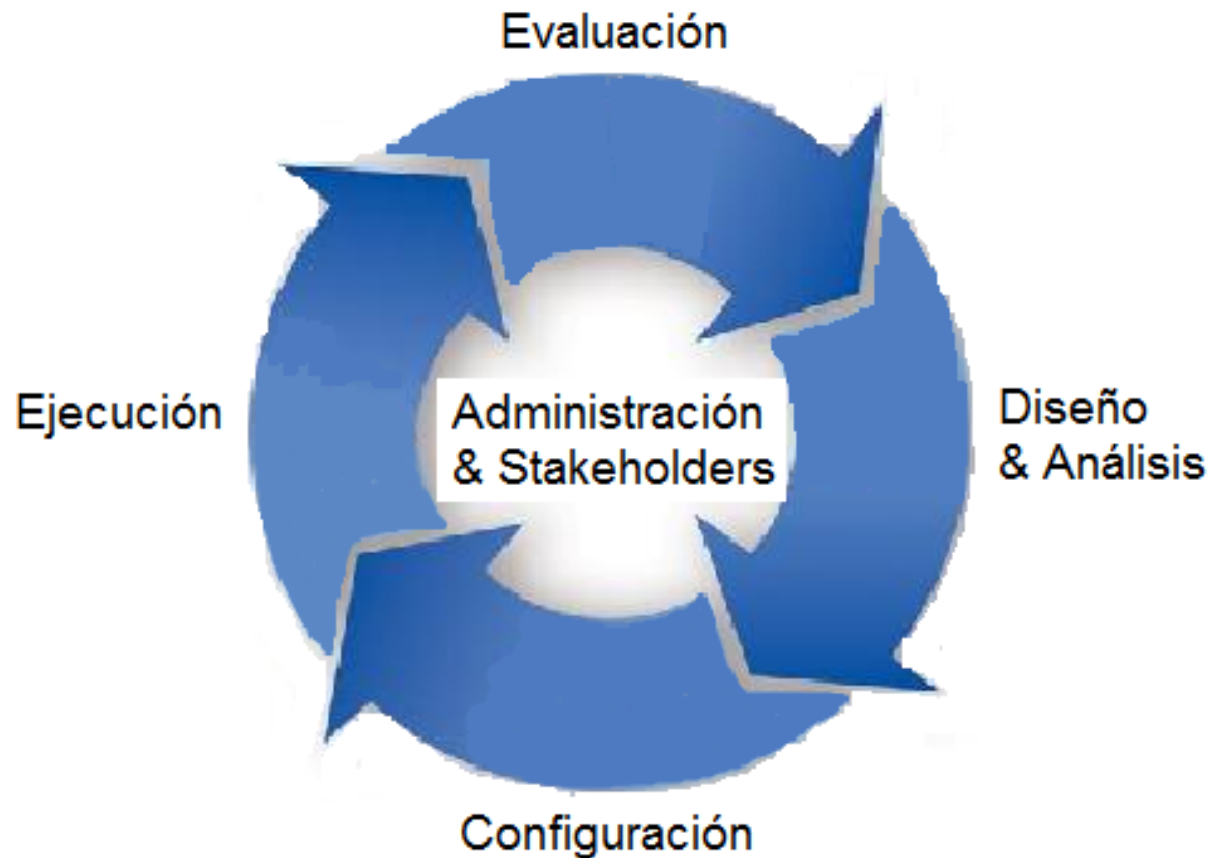 Evaluación
Ejecución
Administración
& Stakeholders
Diseño
& Análisis
Configuración